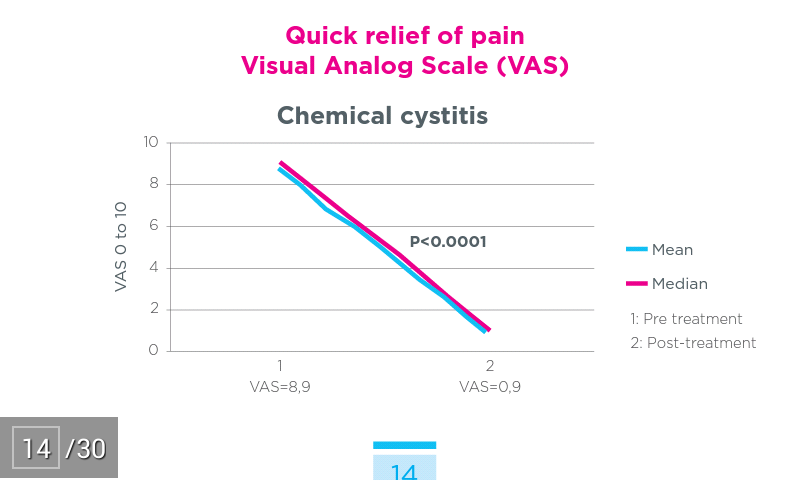 Quick relief of pain
Visual Analog Scale (VAS)
Chemical cystitis
10
8
6
4
2
0
VAS 0 to 10
P<0.0001
1
2
VAS=8,9
VAS=0,9
Mean
Median
1: Pre treatment
2: Post-treatment
14 /30
14